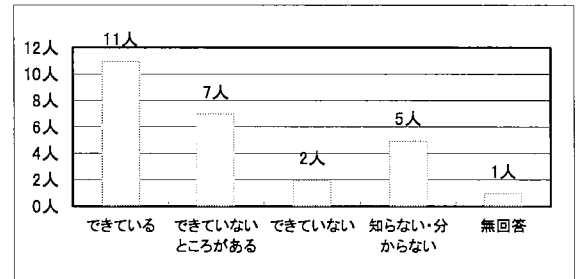 12人
10人
8人
6人
4人
2人
0人
11人
7人
2人
5人
1人
できている
できていない
ところがある
できていない
知らない・分
からない
無回答